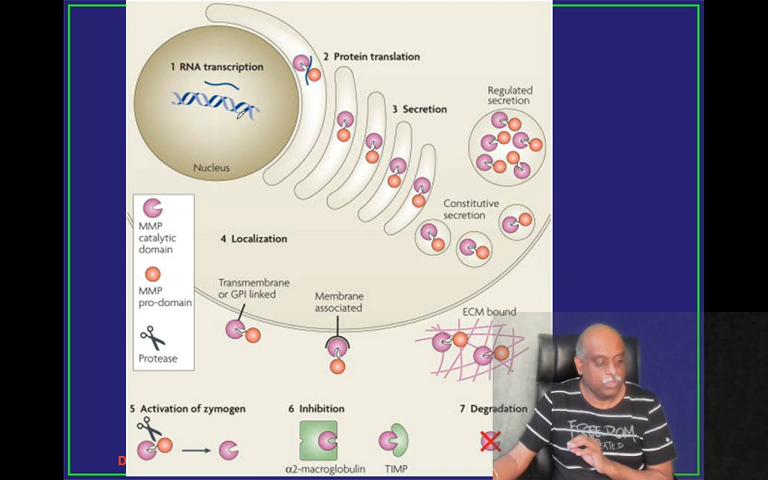 1 RNA transcription
2 Protein translation
3 Secretion
Regulated
secretion
Nucleus
Constitutive
secretion
MMP
catalytic
domain
MMP
pro-domain
Protease
4 Localization
Transmembrane
or GPI linked
Membrane
associated
ECM bound
5 Activation of zymogen
6 Inhibition
7 Degradation
α2-macroglobulin
TIMP
D
FREEDOM